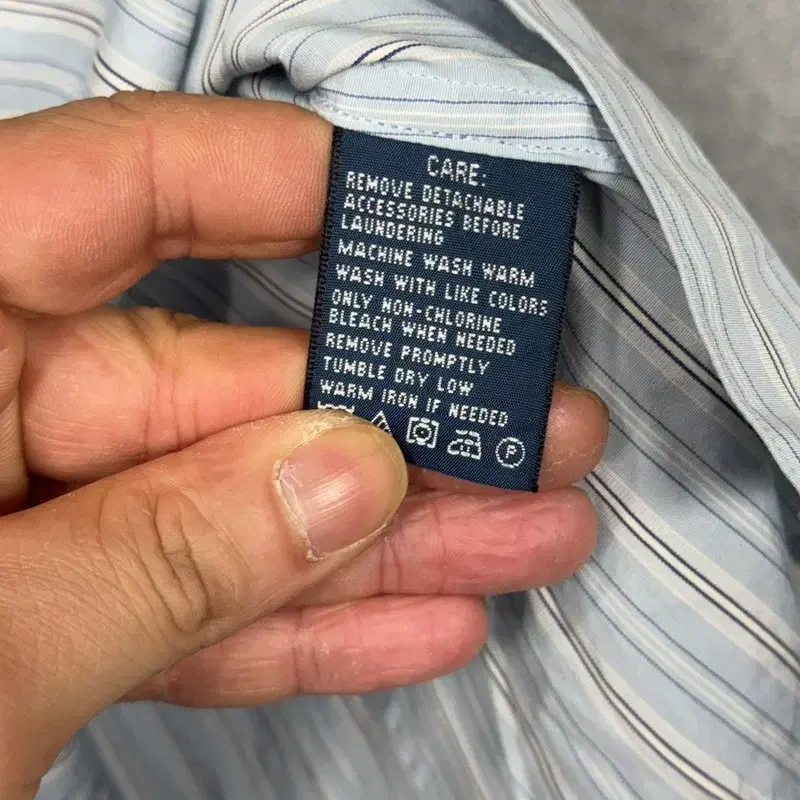 CARE:
REMOVE DETACHABLE
ACCESSORIES BEFORE
LAUNDERING
MACHINE WASH WARM
WASH WITH LIKE COLORS
ONLY NON-CHLORINE
BLEACH WHEN NEEDED
REMOVE PROMPTLY
TUMBLE DRY LOW
WARM IRON IF NEEDED
P